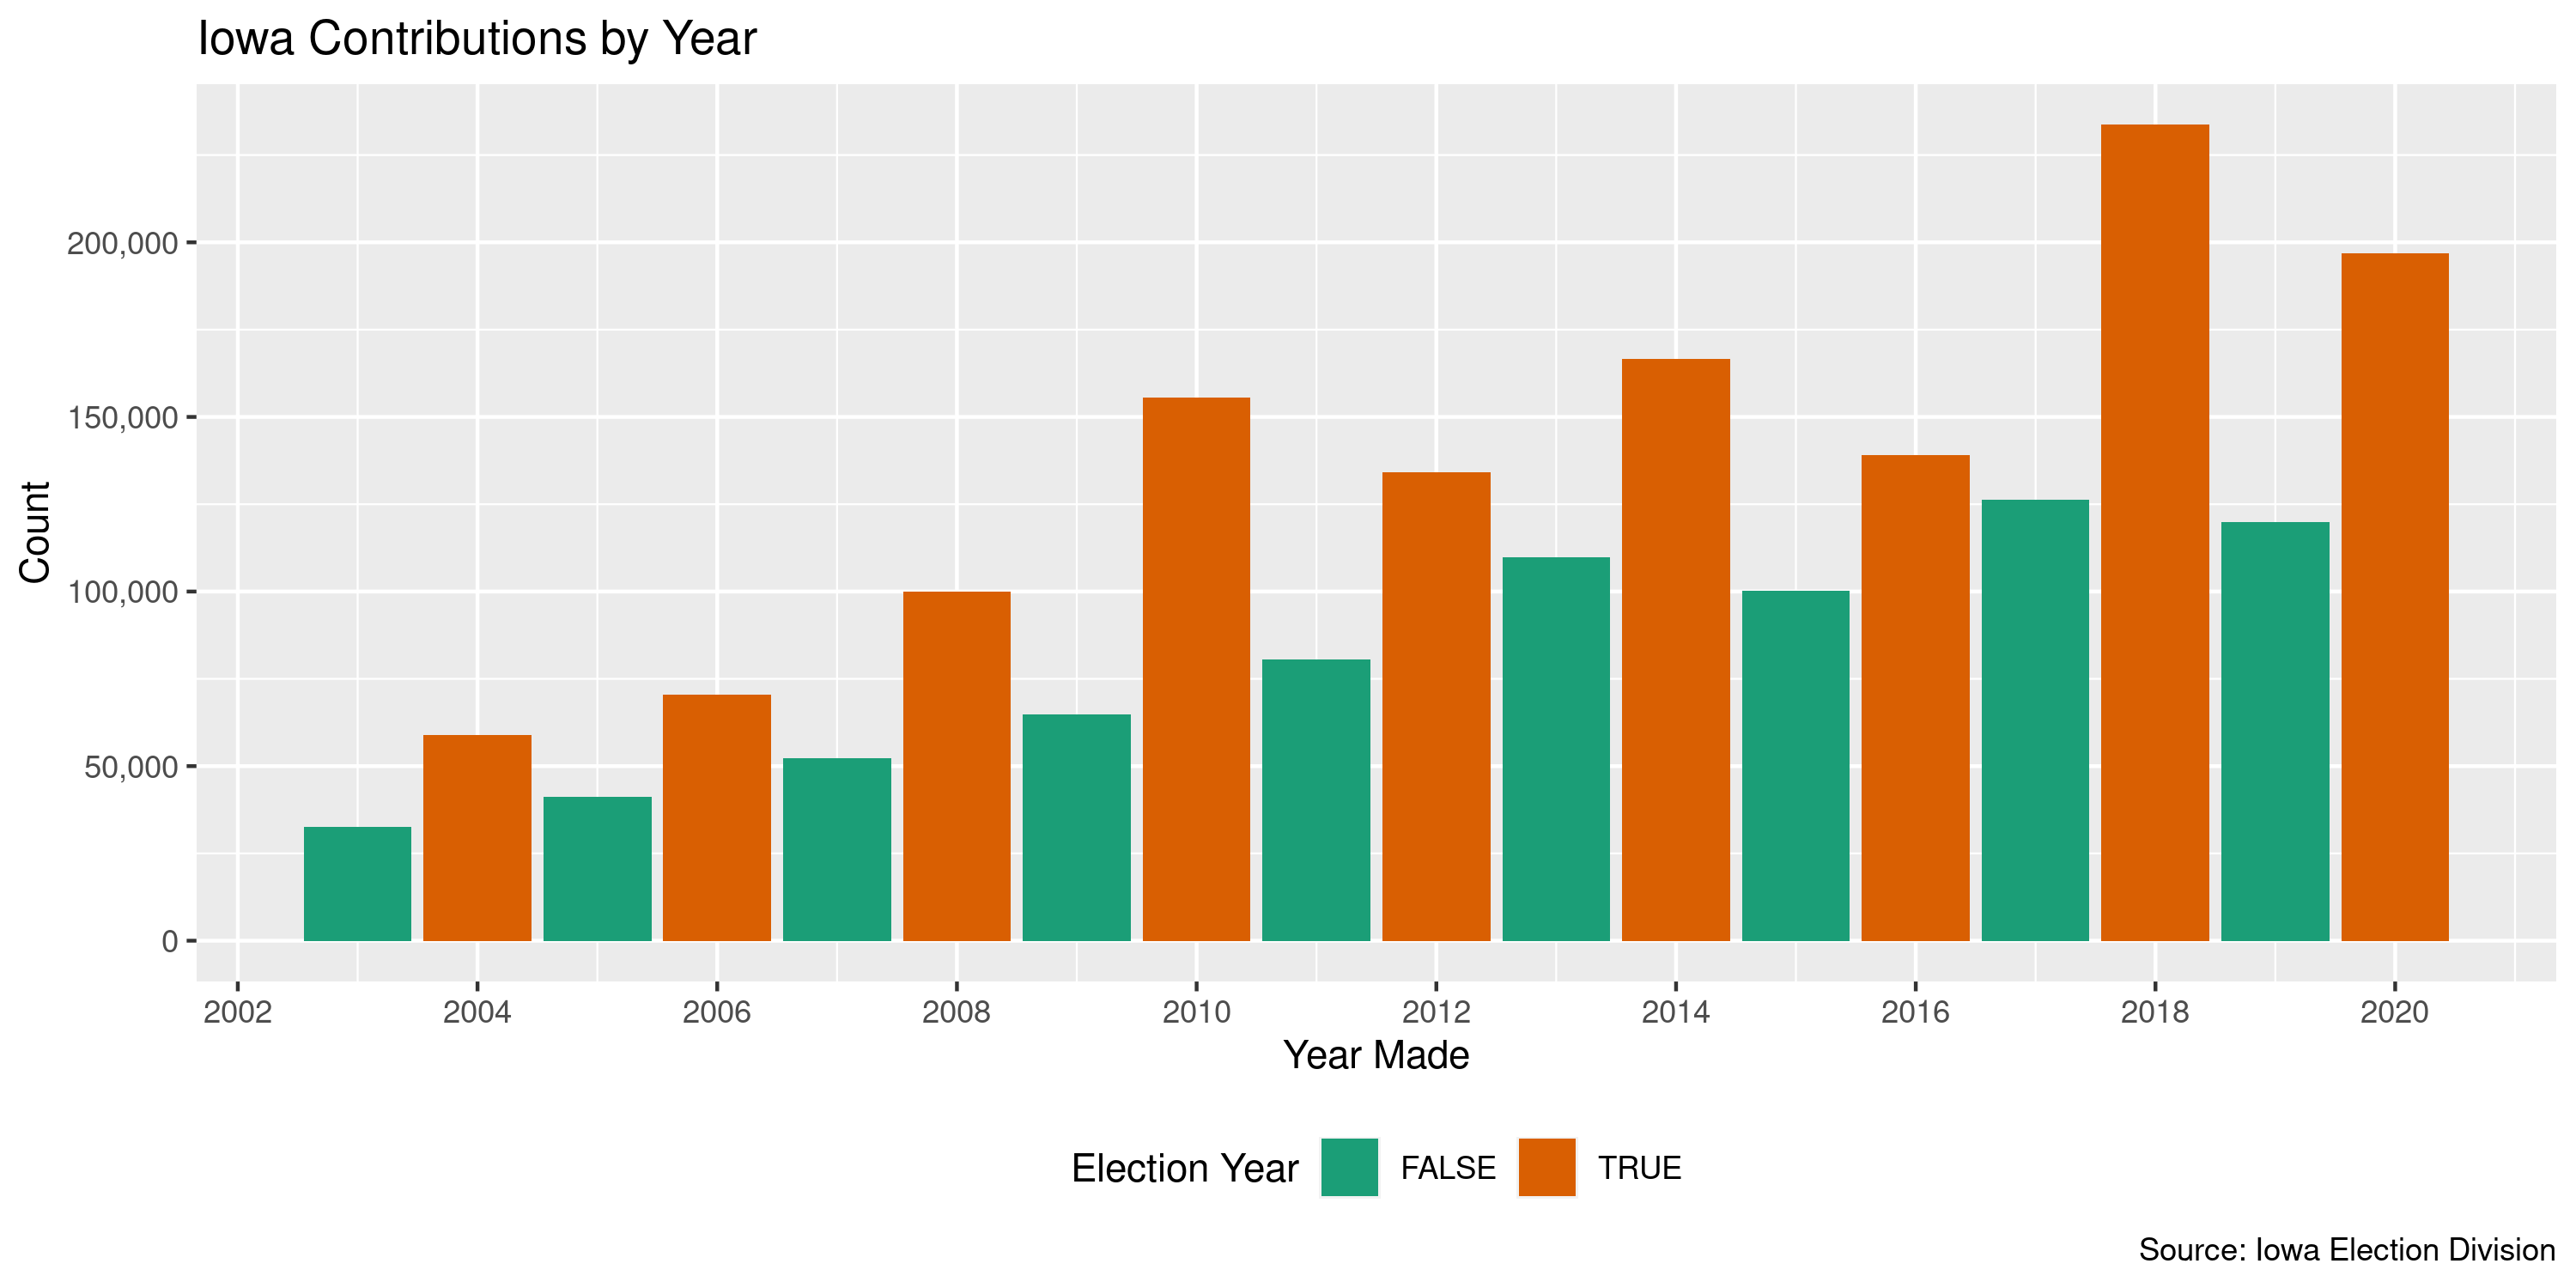 Iowa Contributions by Year
Count
200,000
150,000
100,000
50,000
0
2002 2004 2006 2008 2010 2012 2014 2016 2018 2020
Year Made
Election Year FALSE TRUE
Source: Iowa Election Division